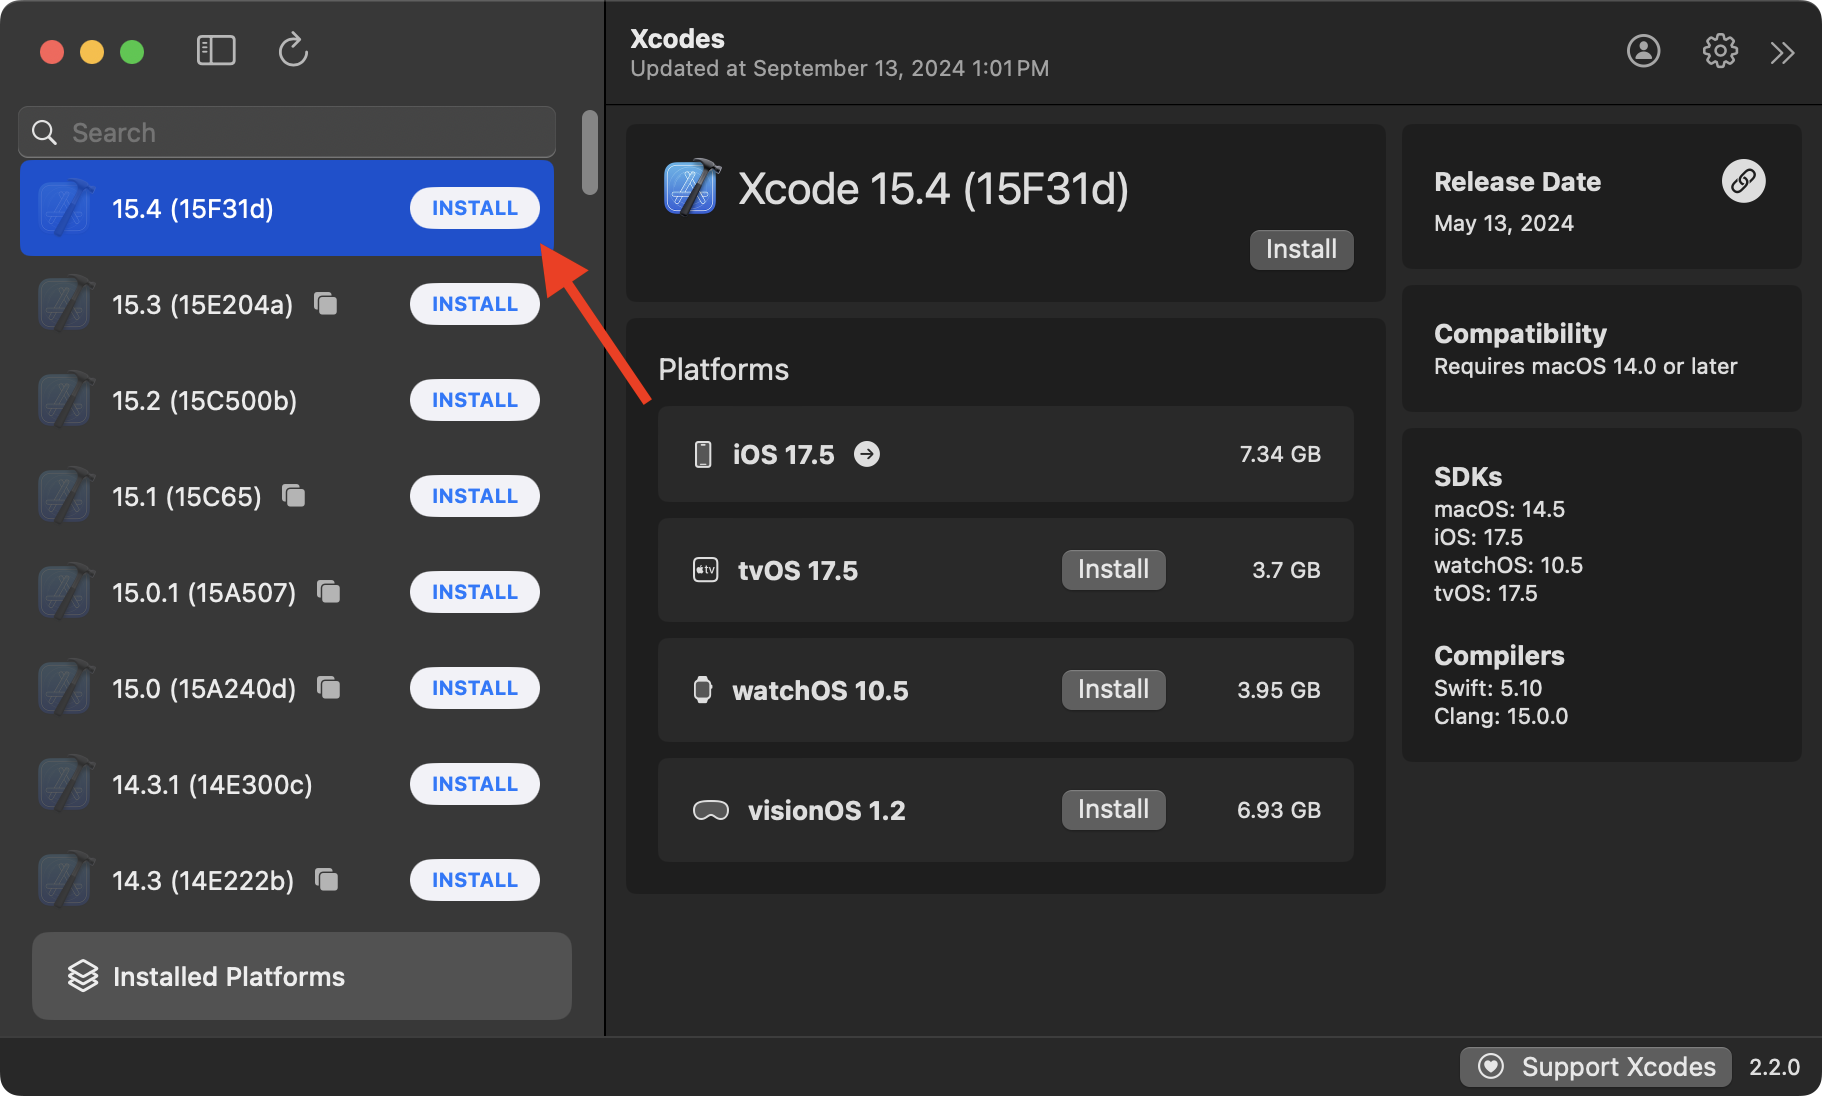 Search
15.4 (15F31d) INSTALL
15.3 (15E204a) INSTALL
15.2 (15C500b) INSTALL
15.1 (15C65) INSTALL
15.0.1 (15A507) INSTALL
15.0 (15A240d) INSTALL
14.3.1 (14E300c) INSTALL
14.3 (14E222b) INSTALL
Installed Platforms
Xcodes
Updated at September 13, 2024 1:01 PM
Xcode 15.4 (15F31d)
Install
Platforms
iOS 17.5 7.34 GB
tv
tvOS 17.5 Install 3.7 GB
watchOS 10.5 Install 3.95 GB
visionOS 1.2 Install 6.93 GB
Release Date
May 13, 2024
Compatibility
Requires macOS 14.0 or later
SDKs
macOS: 14.5
iOS: 17.5
watchOS: 10.5
tvOS: 17.5
Compilers
Swift: 5.10
Clang: 15.0.0
Support Xcodes 2.2.0